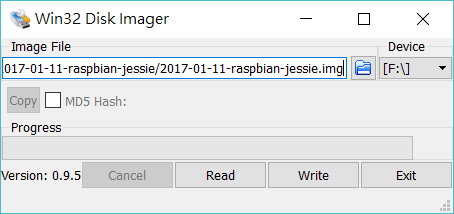 Win32 Disk Imager
Image File
Device
017-01-11-raspbian-jessie/2017-01-11-raspbian-jessie.img
[F:\]
Copy
MD5 Hash:
Progress
Version: 0.9.5
Cancel
Read
Write
Exit